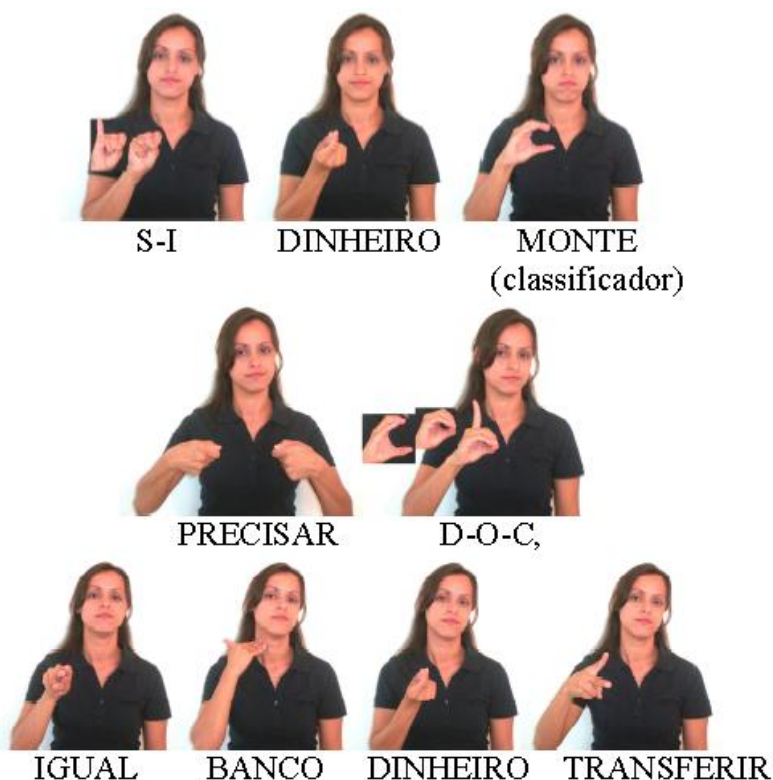 S-I DINHEIRO MONTE
(classificador)
PRECISAR D-O-C,
IGUAL BANCO DINHEIRO TRANSFERIR